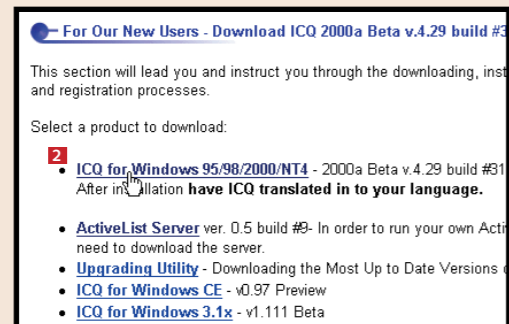 For Our New Users - Download ICQ 2000a Beta v.4.29 build #3
This section will lead you and instruct you through the downloading, inst
and registration processes.
Select a product to download:
2
ICQ for Windows 95/98/2000/NT4 - 2000a Beta v.4.29 build #31
After in llation have ICQ translated in to your language.
ActiveList Server ver. 0.5 build #9- In order to run your own Acti
need to download the server.
Upgrading Utility - Downloading the Most Up to Date Versions
ICQ for Windows CE - v0.97 Preview
ICQ for Windows 3.1x - v1.111 Beta